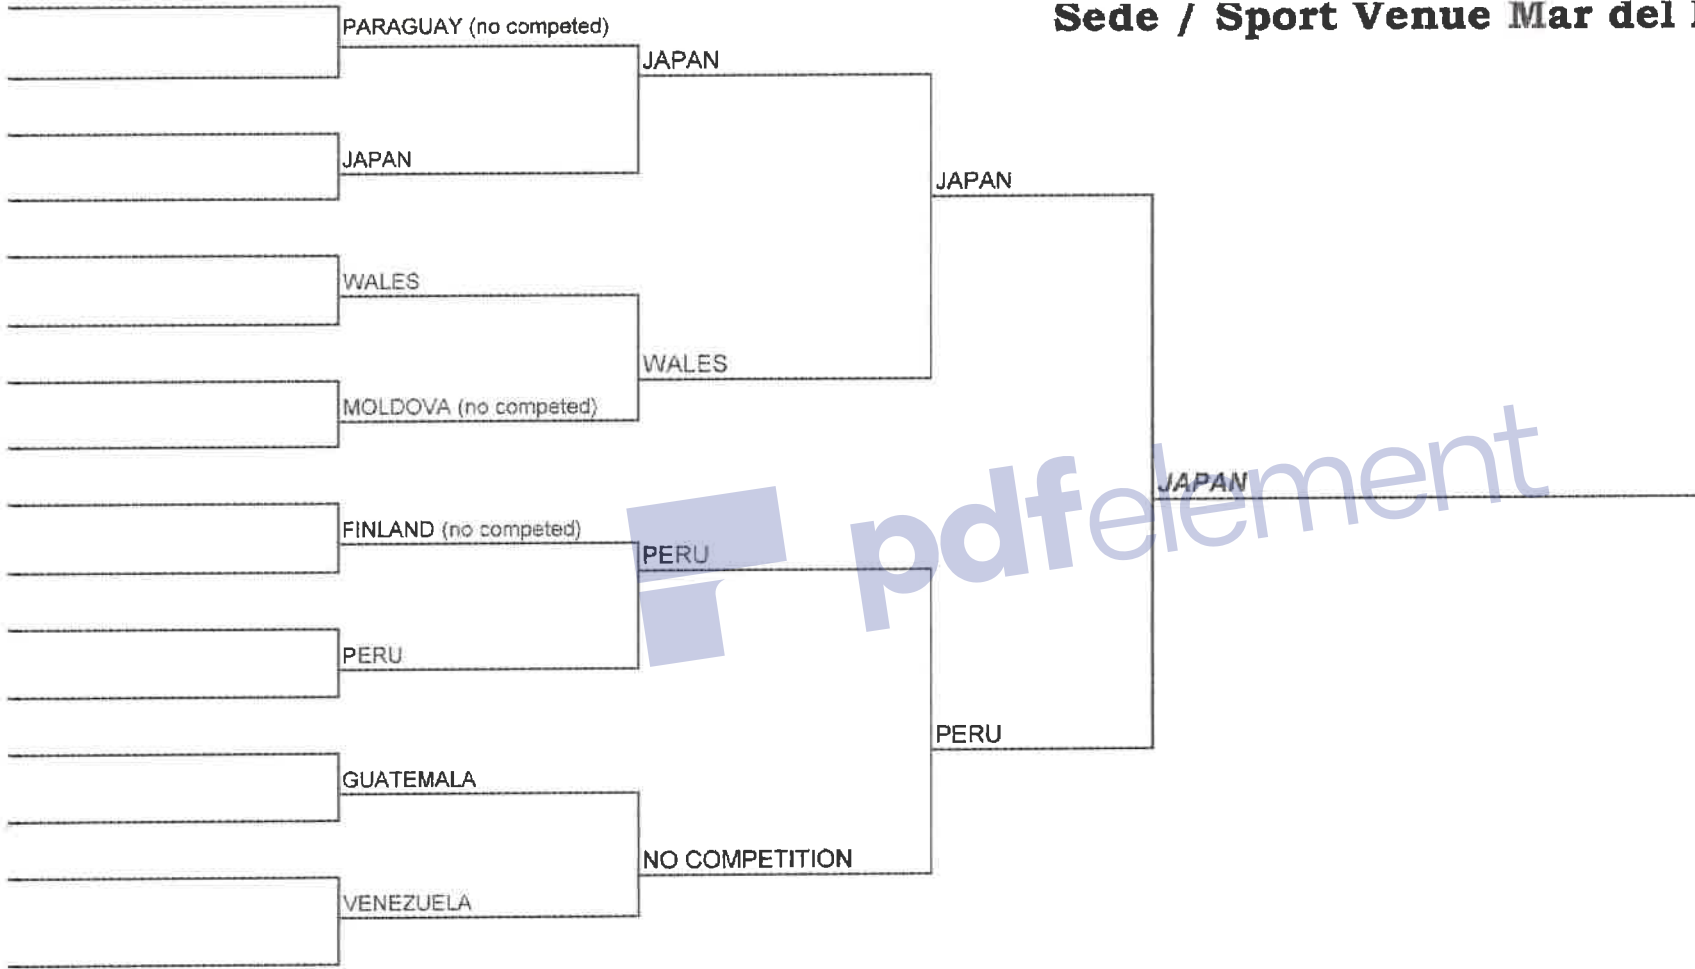 Sede / Sport Venue Mar del
PARAGUAY (no competed)
JAPAN
JAPAN
JAPAN
WALES
WALES
MOLDOVA (no competed)
JAPAN
FINLAND (no competed)
PERU
PERU
PERU
GUATEMALA
NO COMPETITION
VENEZUELA
pdfelement